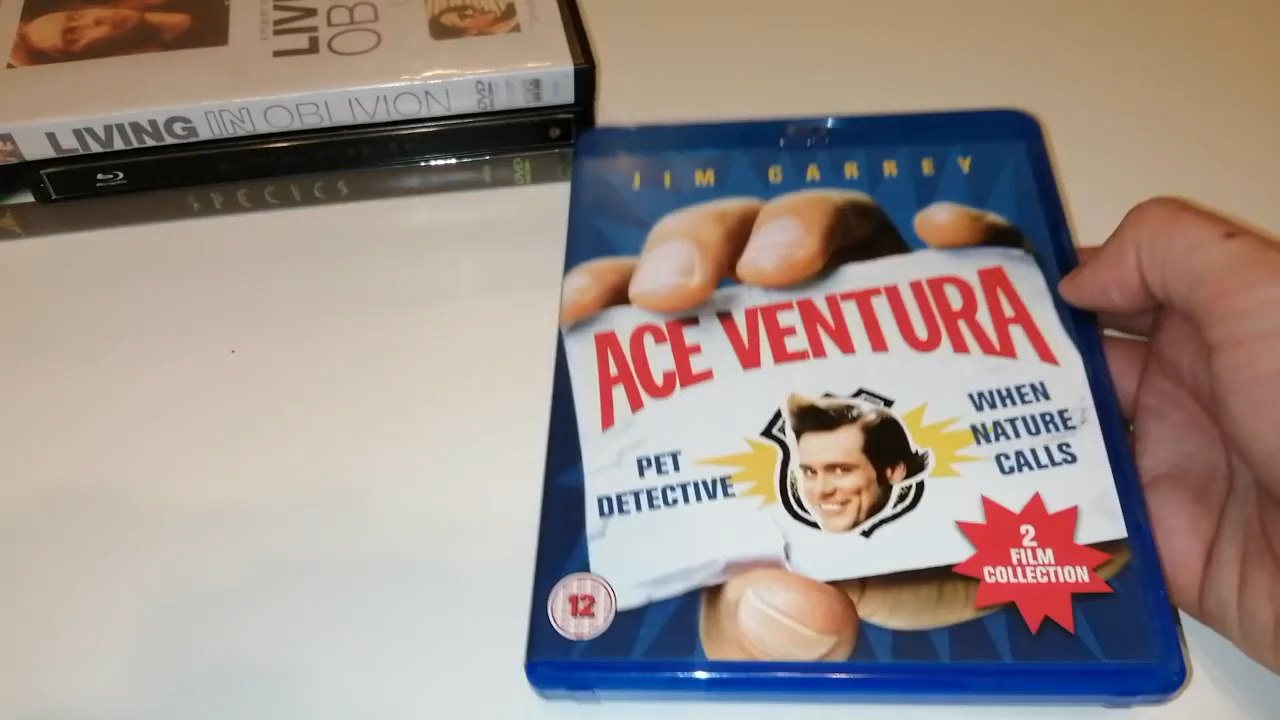 LIV
OB
LIVING IN OBLIVION
DVD
SPECIES
DVD
JIM CARREY
ACE VENTURA
PET
DETECTIVE
WHEN
NATURE
CALLS
2
FILM
COLLECTION
12